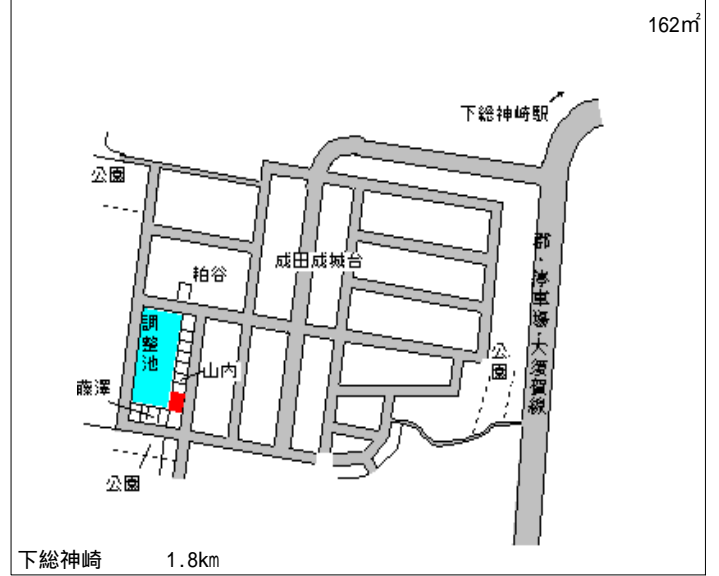 162㎡
下総神崎駅
公園
成田成城台
粕谷
郡・停車場・大須賀線
調整池
公園
山内
藤澤
公園
下総神崎 1.8km